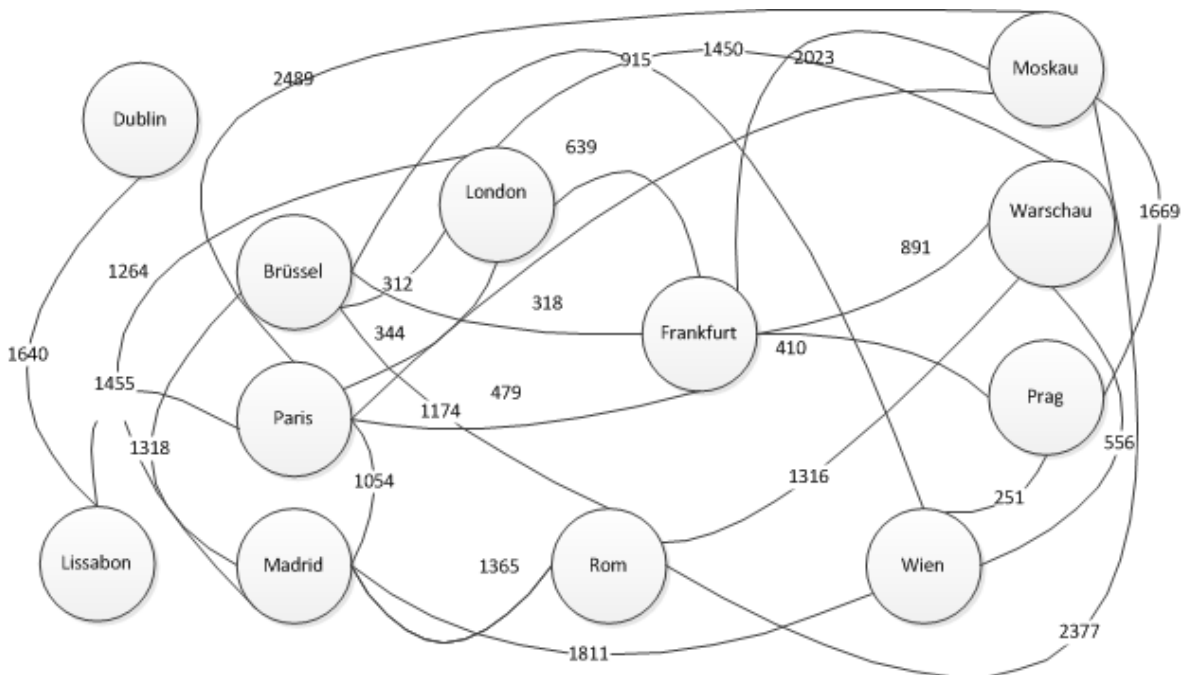 Moskau
2489
915
1450
2023
Dublin
639
London
Warschau
1669
Brüssel
1264
312
891
318
344
Frankfurt
1640
410
1455
479
Prag
Paris
1174
1318
556
1054
1316
251
Lissabon
Madrid
1365
Rom
Wien
2377
1811